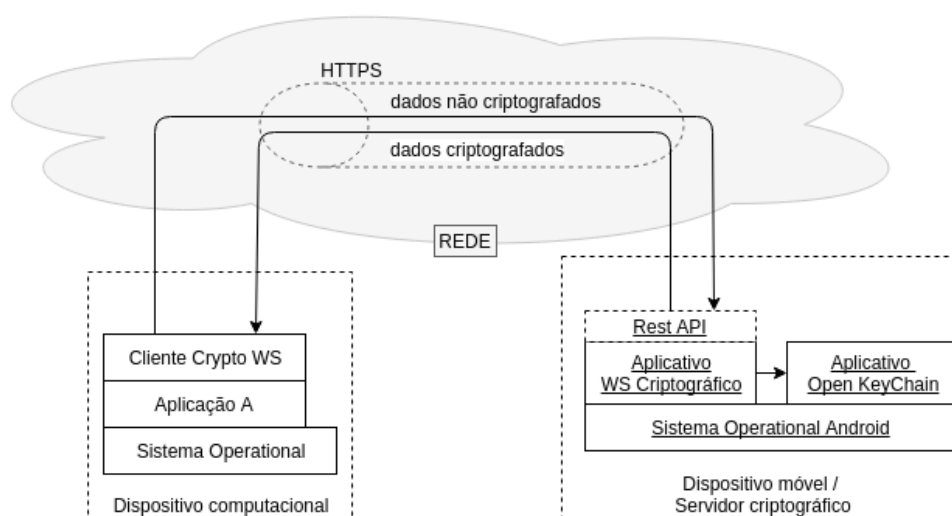 HTTPS
dados não criptografados
dados criptografados
REDE
Cliente Crypto WS
Aplicação A
Sistema Operational
Dispositivo computacional
Rest API
Aplicativo
WS Criptográfico
Aplicativo
Open KeyChain
Sistema Operational Android
Dispositivo móvel /
Servidor criptográfico